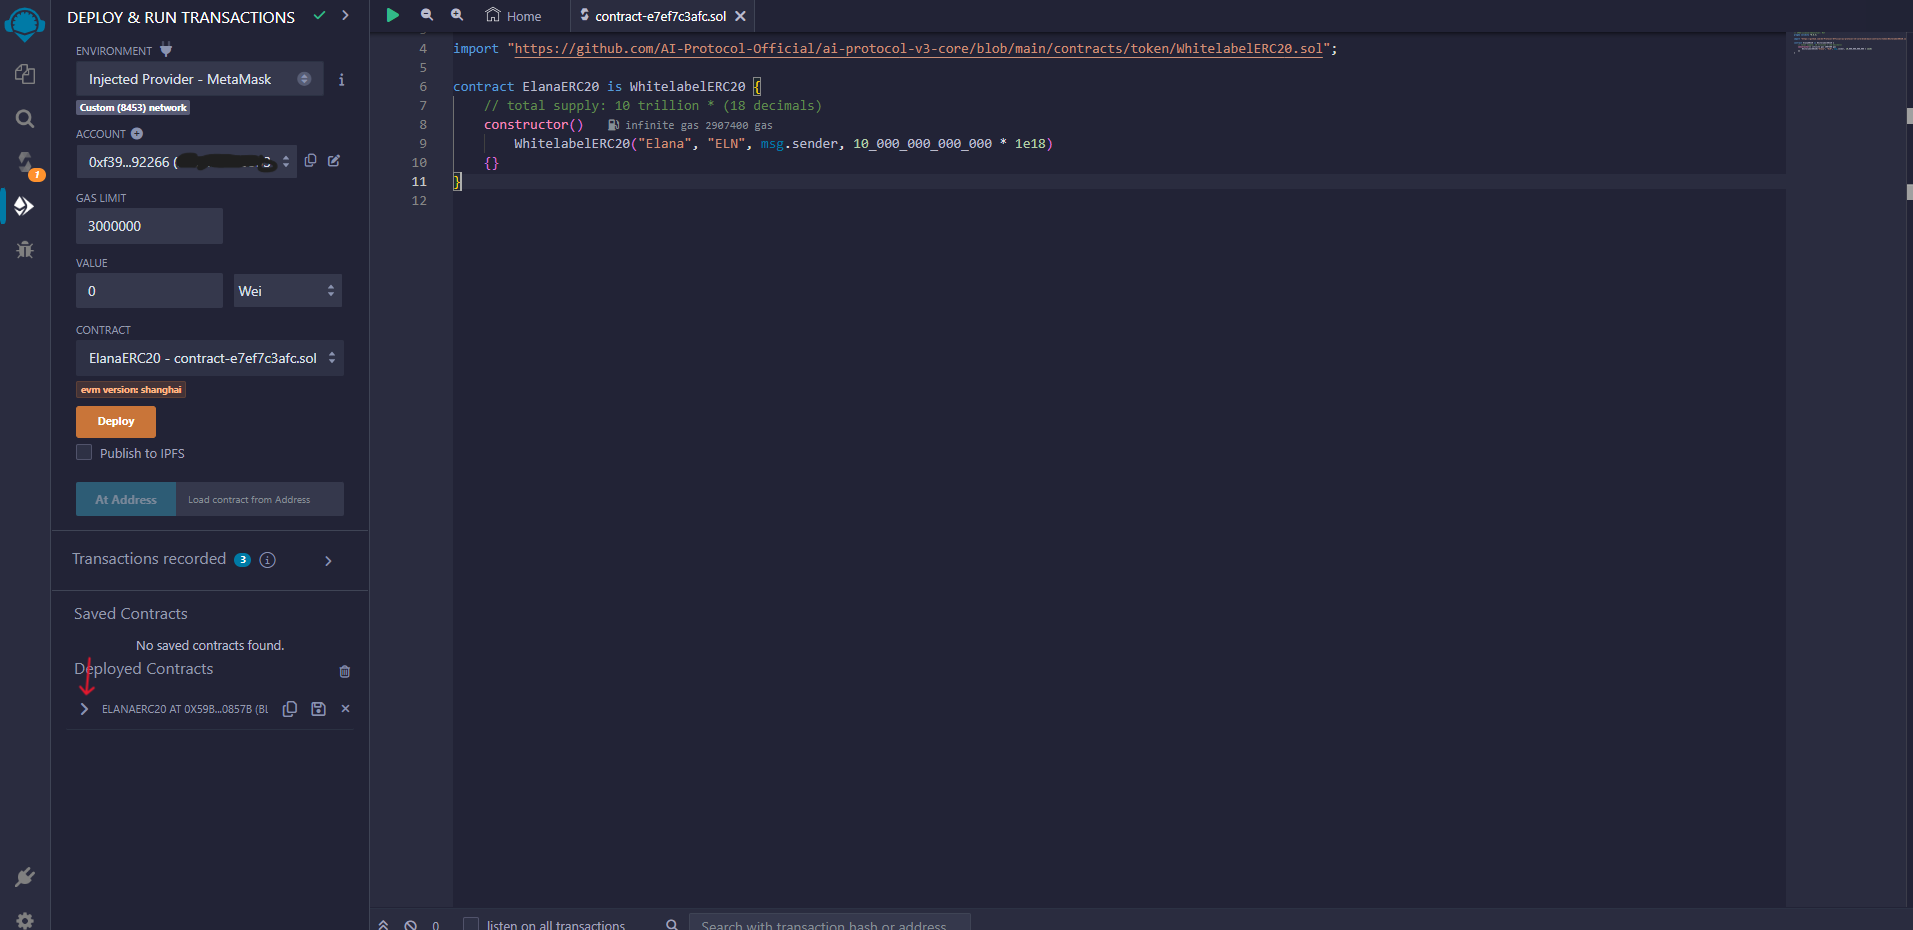 DEPLOY & RUN TRANSACTIONS
ENVIRONMENT
Injected Provider - MetaMask
Custom (8453) network
ACCOUNT
0xf39...92266 (
GAS LIMIT
3000000
VALUE
0
Wei
CONTRACT
ElanaERC20 - contract-e7ef7c3afc.sol
evm version: shanghai
Deploy
Publish to IPFS
At Address
Load contract from Address
Transactions recorded 3
Saved Contracts
No saved contracts found.
Deployed Contracts
ELANAERC20 AT 0X59B...0857B (BL
1
Home
contract-e7ef7c3afc.sol
4 import "https://github.com/AI-Protocol-Official/ai-protocol-v3-core/blob/main/contracts/token/WhitelabelERC20.sol";
5
6 contract ElanaERC20 is WhitelabelERC20 {
7 // total supply: 10 trillion * (18 decimals)
8 constructor() infinite gas 2907400 gas
9 WhitelabelERC20("Elana", "ELN", msg.sender, 10_000_000_000_000 * 1e18)
10 {}
11 }
12
0
listen on all transactions
Search with transaction hash or address